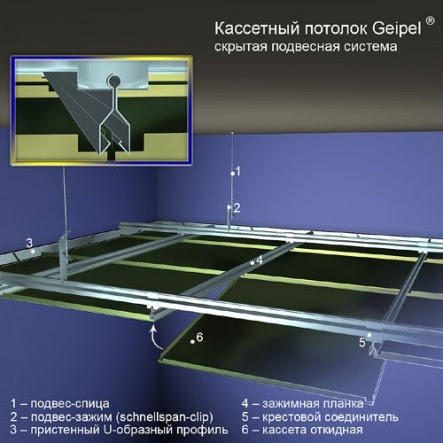 Кассетный потолок Geipel ®
скрытая подвесная система
1
2
3
4
5
6
1 – подвес-спица
2 – подвес-зажим (schnellspan-clip)
3 – пристенный U-образный профиль
4 – зажимная планка
5 – крестовой соединитель
6 – кассета откидная